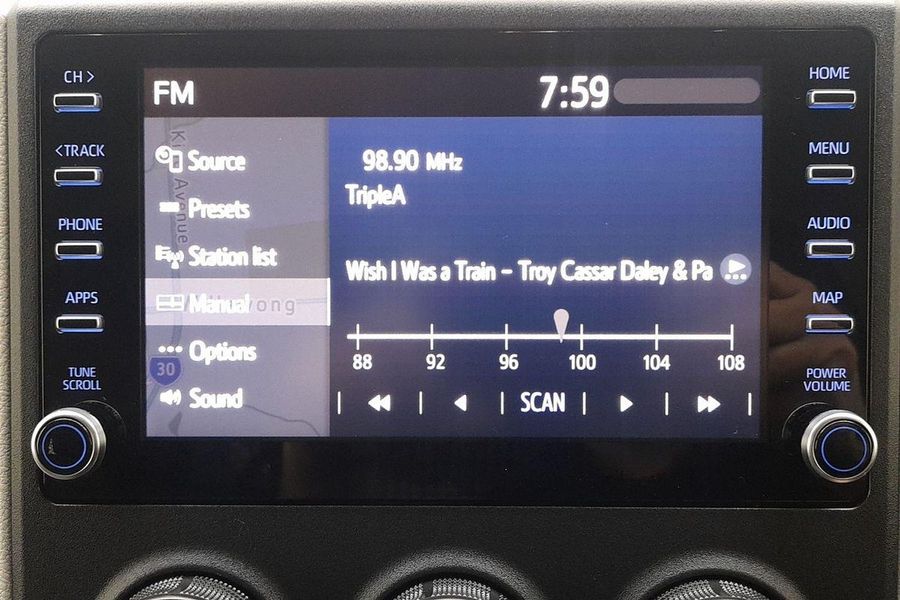 CH >
<TRACK
PHONE
APPS
TUNE
SCROLL
FM
7:59
Source
Presets
Station list
Manual
Options
Sound
Avenue
ong
30
98.90 MHz
TripleA
Wish I Was a Train – Troy Cassar Daley & Pa
88 92 96 100 104 108
SCAN
HOME
MENU
AUDIO
MAP
POWER
VOLUME